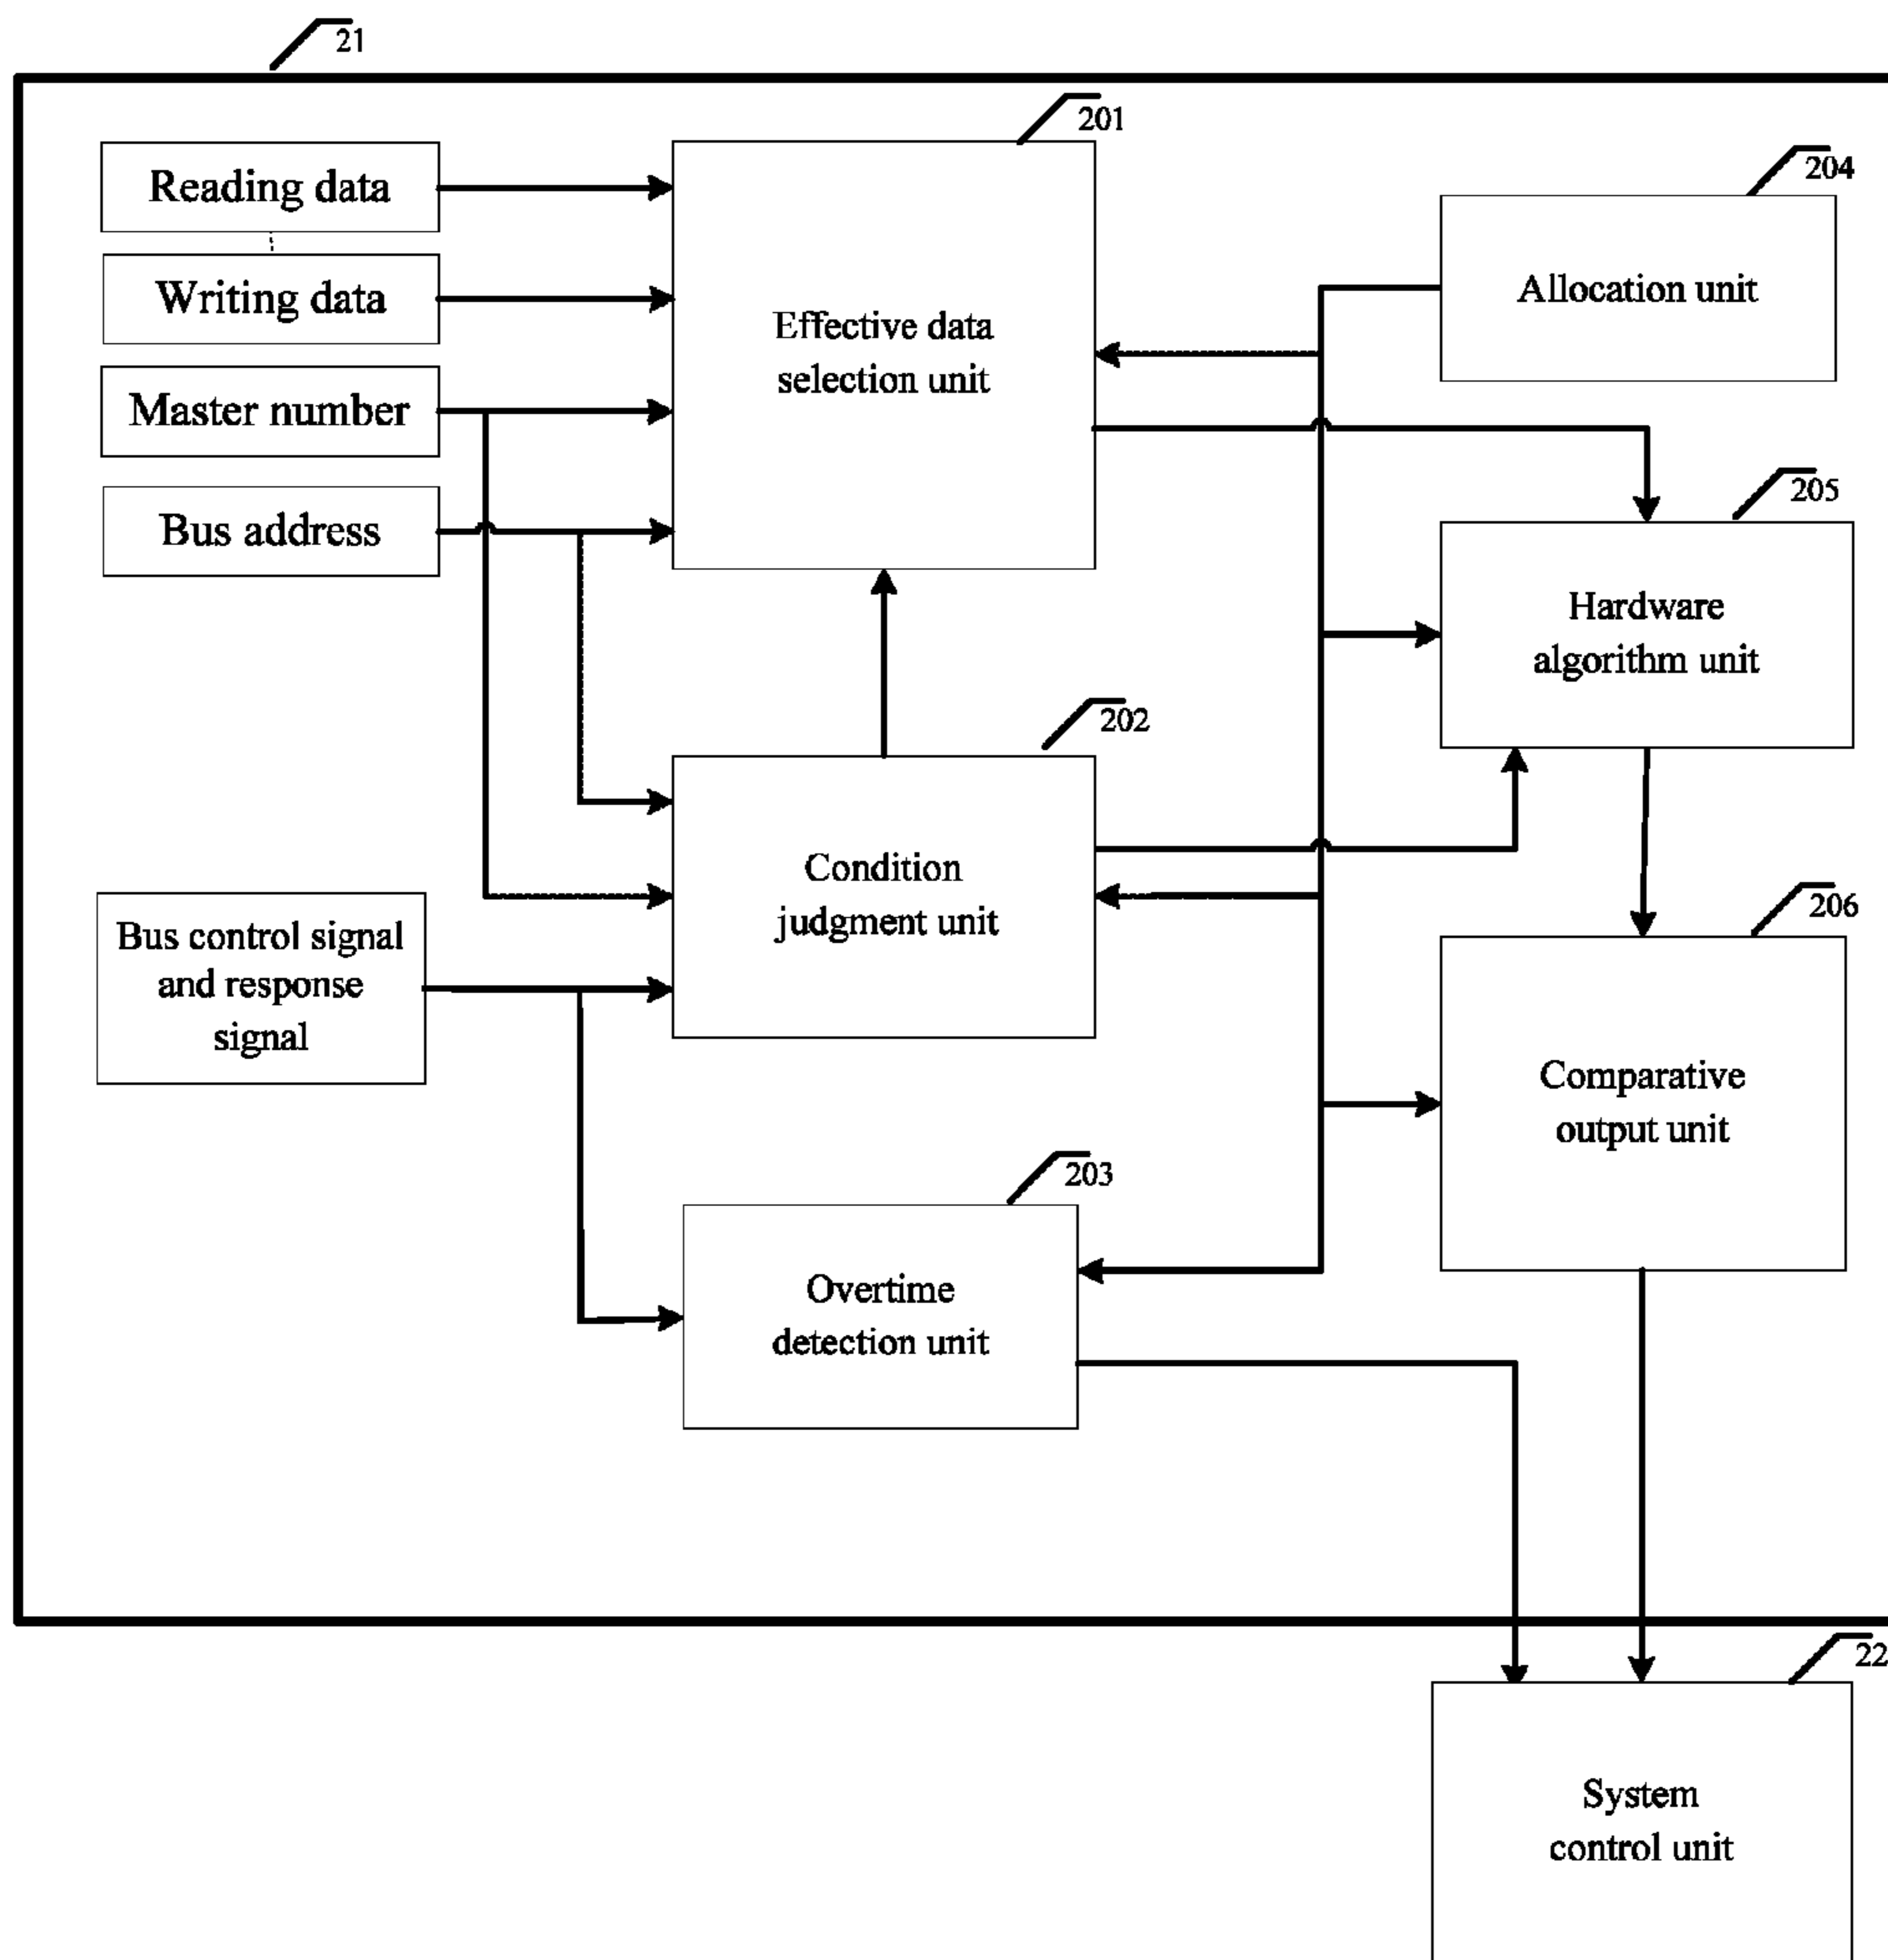 21
201
204
Reading data
Writing data
Master number
Bus address
Effective data
selection unit
Allocation unit
205
Hardware
algorithm unit
202
Condition
judgment unit
Bus control signal
and response
signal
206
Comparative
output unit
203
Overtime
detection unit
22
System
control unit